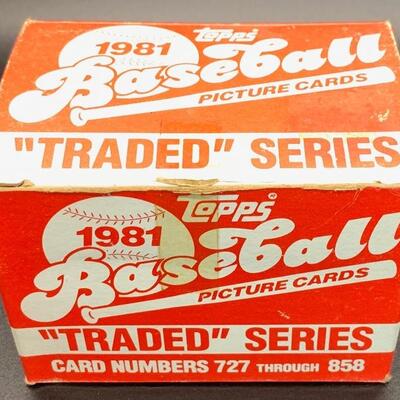 Topps
1981
Baseball
PICTURE CARDS
"TRADED" SERIES
Topps
1981
Baseball
PICTURE CARDS
"TRADED" SERIES
CARD NUMBERS 727 THROUGH 858